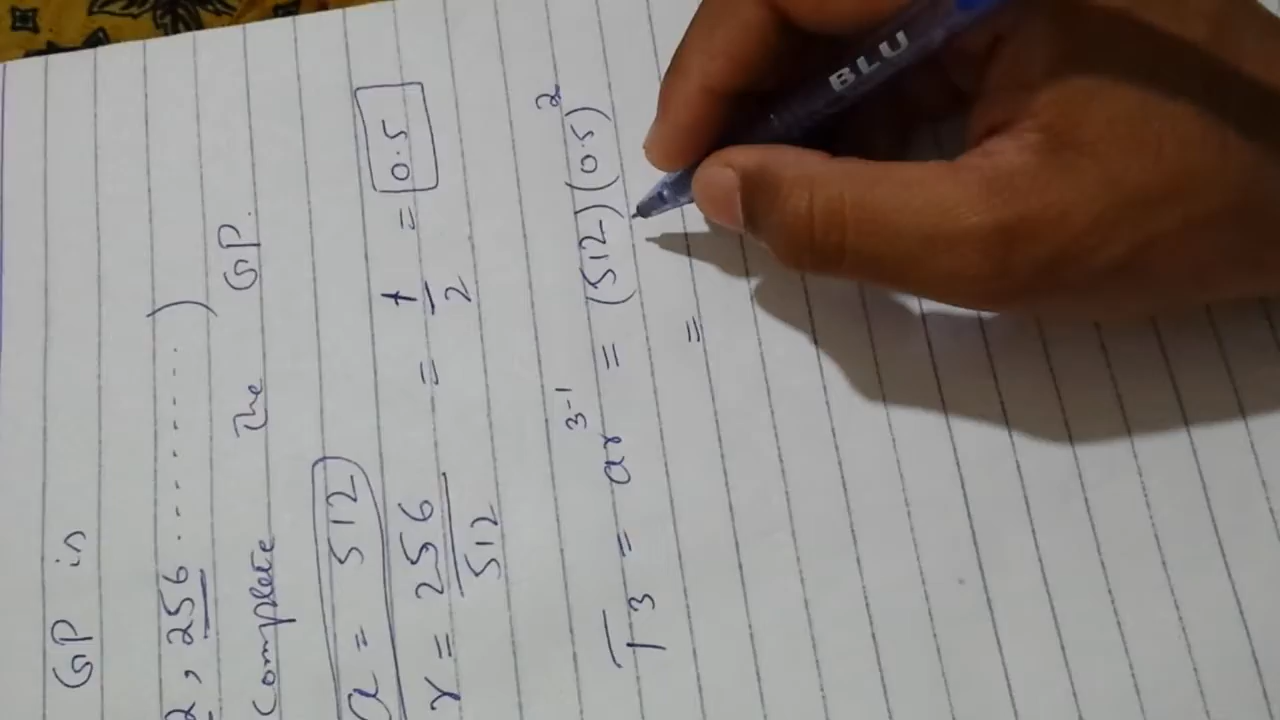 GP is
2, 256 ........ )
complete the GP.
a = 512
r = 256/512 = 1/2 = 0.5
T3 = ar^3-1 = (512)(0.5)^2
=
BLU